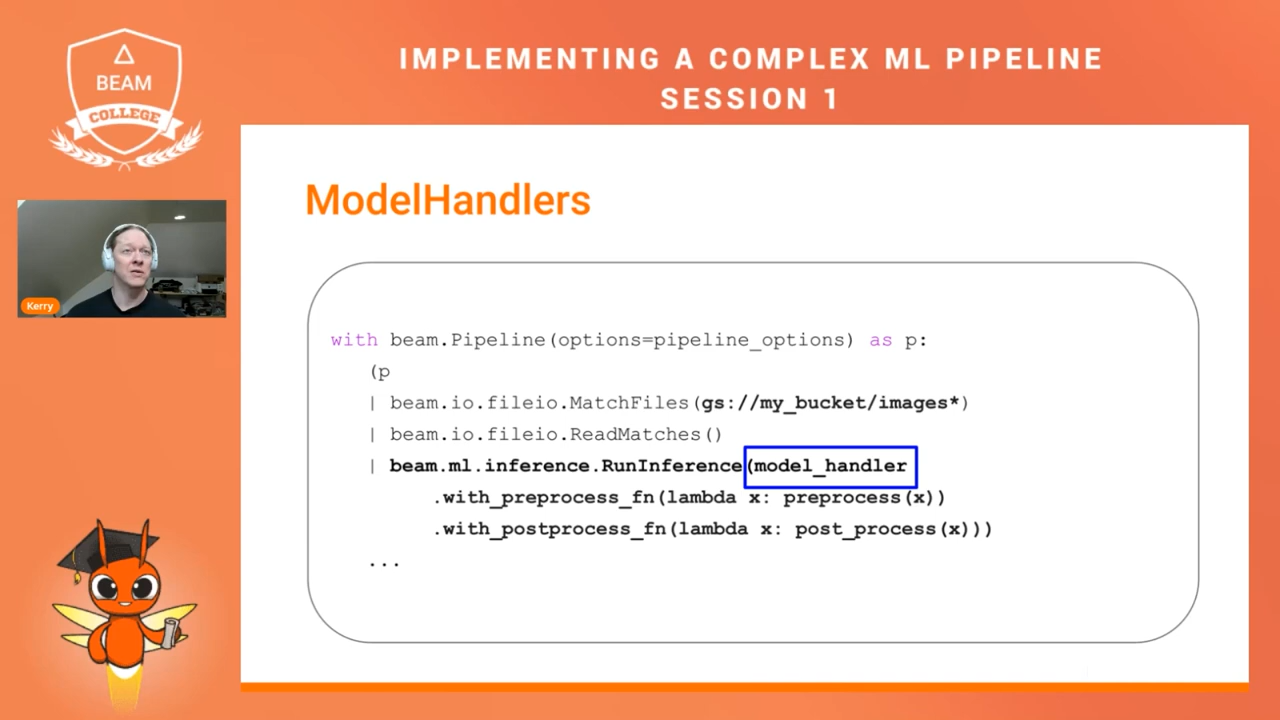 IMPLEMENTING A COMPLEX ML PIPELINE
SESSION 1
BEAM
COLLEGE
Kerry
ModelHandlers
with beam.Pipeline(options=pipeline_options) as p:
(p
| beam.io.fileio.MatchFiles(gs://my_bucket/images*)
| beam.io.fileio.ReadMatches()
| beam.ml.inference.RunInference(model_handler
.with_preprocess_fn(lambda x: preprocess(x))
.with_postprocess_fn(lambda x: post_process(x)))
...